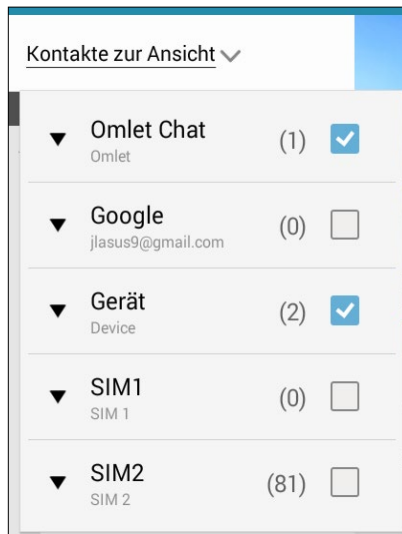 Kontakte zur Ansicht
Omlet Chat (1)
Omlet
Google (0)
jlasus9@gmail.com
Gerät (2)
Device
SIM1 (0)
SIM 1
SIM2 (81)
SIM 2